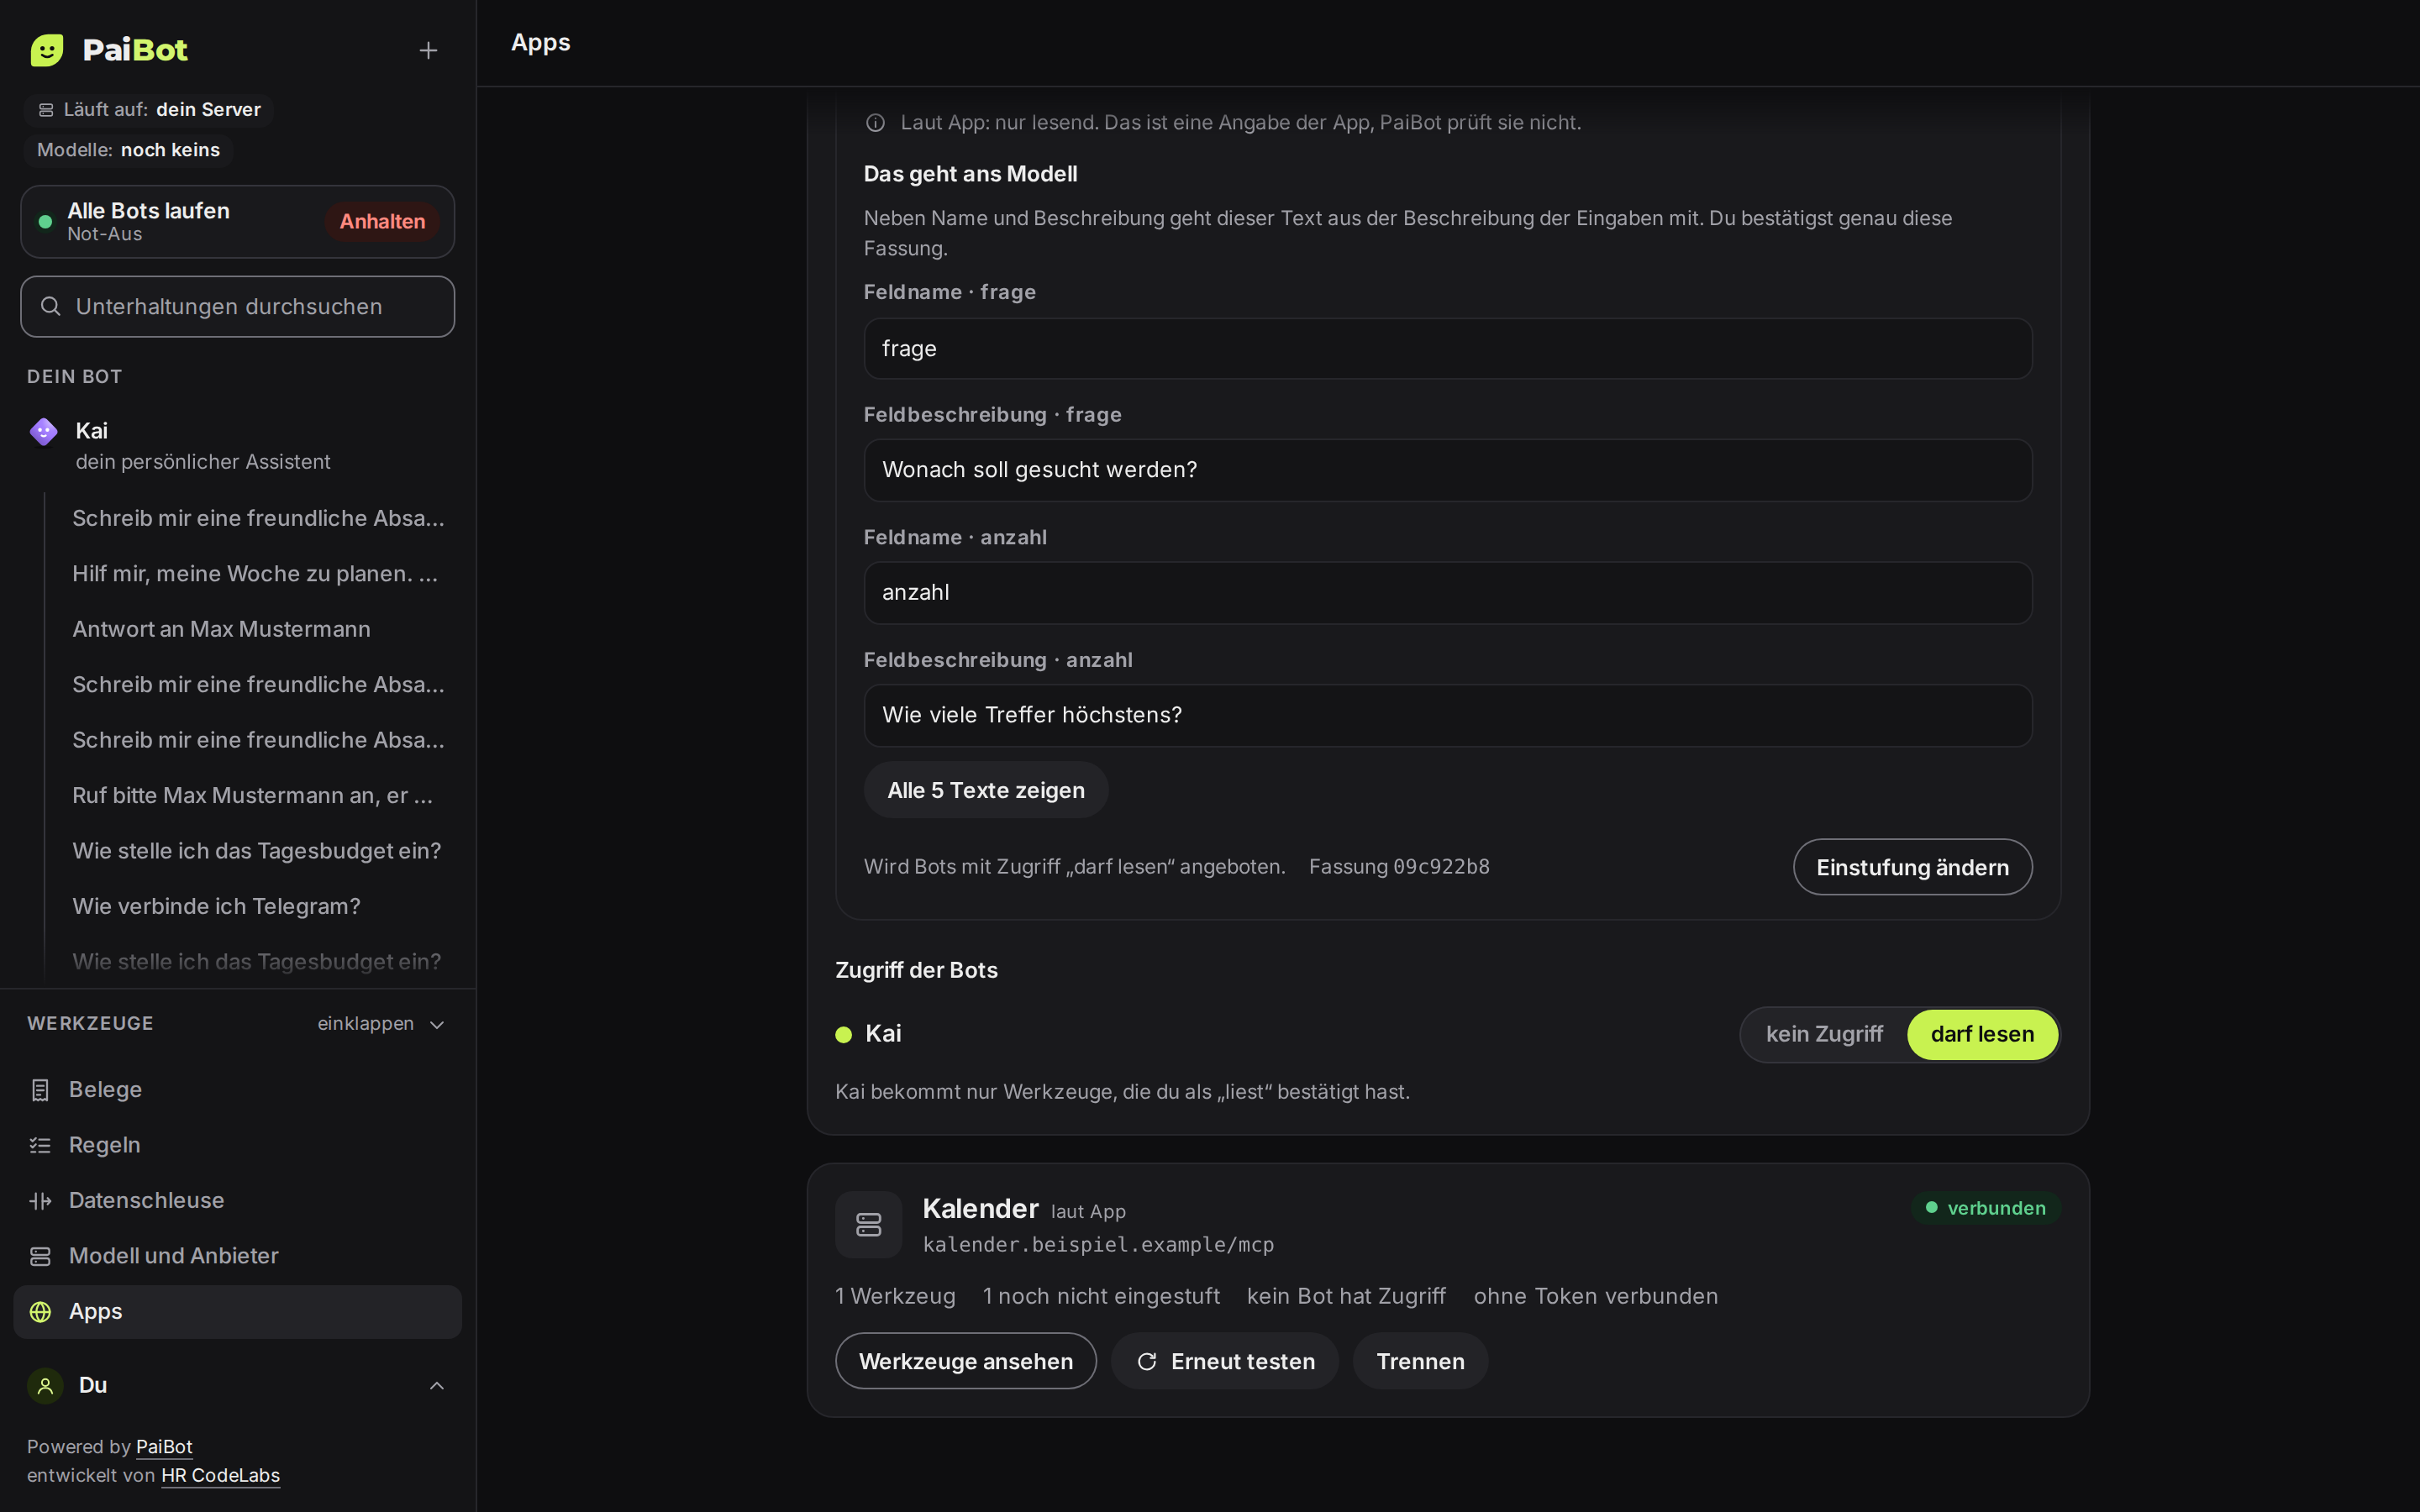 PaiBot
Läuft auf: dein Server
Modelle: noch keins
Alle Bots laufen
Not-Aus
Anhalten
Unterhaltungen durchsuchen
DEIN BOT
Kai
dein persönlicher Assistent
Schreib mir eine freundliche Absa...
Hilf mir, meine Woche zu planen. ...
Antwort an Max Mustermann
Schreib mir eine freundliche Absa...
Schreib mir eine freundliche Absa...
Ruf bitte Max Mustermann an, er ...
Wie stelle ich das Tagesbudget ein?
Wie verbinde ich Telegram?
Wie stelle ich das Tagesbudget ein?
WERKZEUGE
einklappen
Belege
Regeln
Datenschleuse
Modell und Anbieter
Apps
Du
Powered by PaiBot
entwickelt von HR CodeLabs
Apps
Laut App: nur lesend. Das ist eine Angabe der App, PaiBot prüft sie nicht.
Das geht ans Modell
Neben Name und Beschreibung geht dieser Text aus der Beschreibung der Eingaben mit. Du bestätigst genau diese
Fassung.
Feldname · frage
frage
Feldbeschreibung · frage
Wonach soll gesucht werden?
Feldname · anzahl
anzahl
Feldbeschreibung · anzahl
Wie viele Treffer höchstens?
Alle 5 Texte zeigen
Wird Bots mit Zugriff „darf lesen“ angeboten. Fassung 09c922b8
Einstufung ändern
Zugriff der Bots
Kai
kein Zugriff
darf lesen
Kai bekommt nur Werkzeuge, die du als „liest“ bestätigt hast.
Kalender laut App
verbunden
kalender.beispiel.example/mcp
1 Werkzeug 1 noch nicht eingestuft kein Bot hat Zugriff ohne Token verbunden
Werkzeuge ansehen
Erneut testen
Trennen